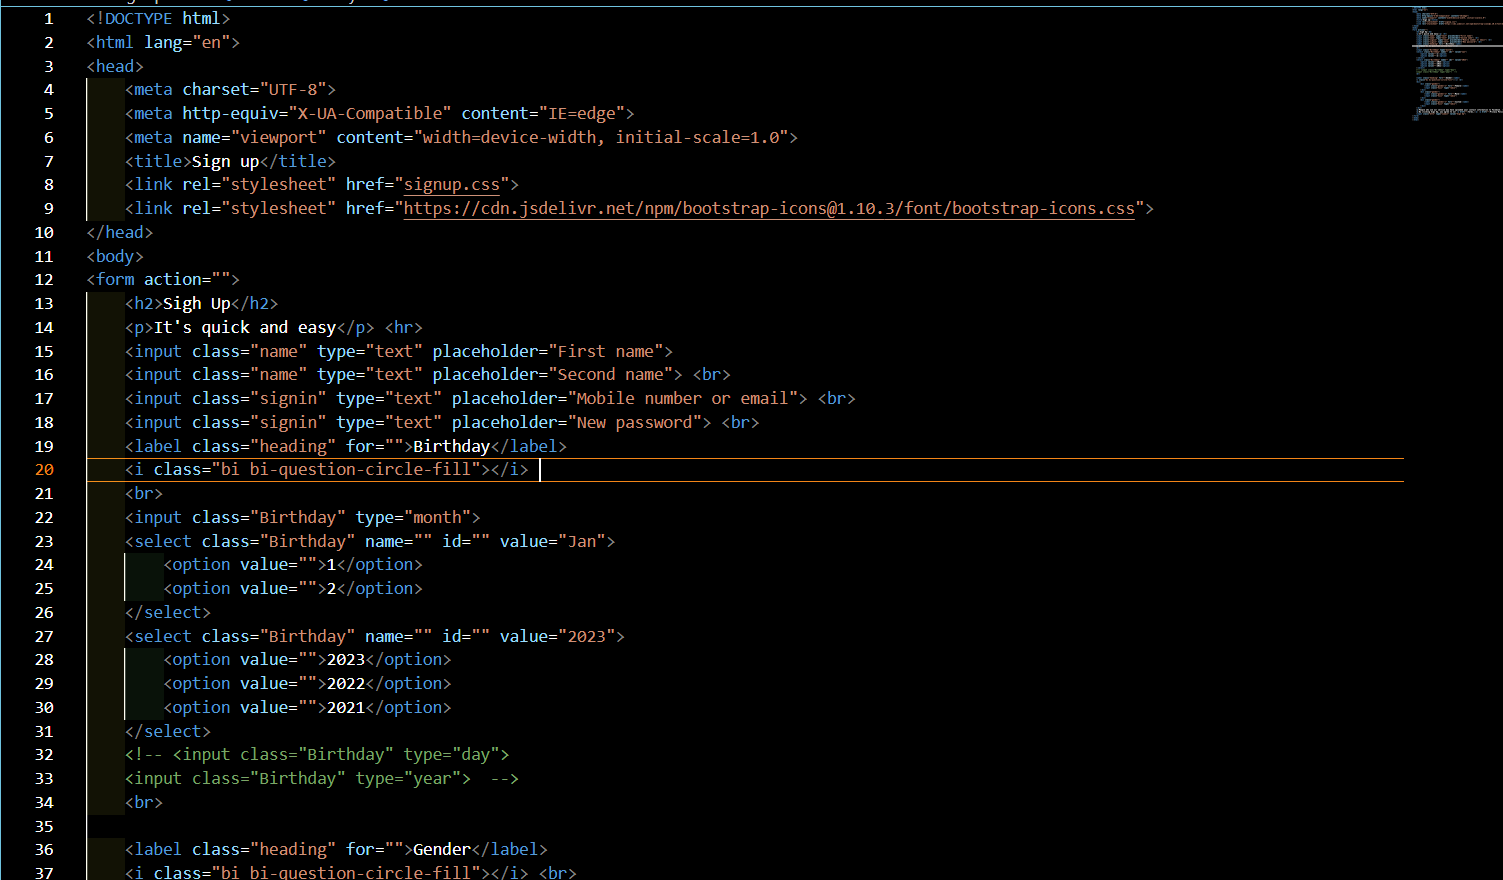 1 <!DOCTYPE html>
2 <html lang="en">
3 <head>
4 <meta charset="UTF-8">
5 <meta http-equiv="X-UA-Compatible" content="IE=edge">
6 <meta name="viewport" content="width=device-width, initial-scale=1.0">
7 <title>Sign up</title>
8 <link rel="stylesheet" href="signup.css">
9 <link rel="stylesheet" href="https://cdn.jsdelivr.net/npm/bootstrap-icons@1.10.3/font/bootstrap-icons.css">
10 </head>
11 <body>
12 <form action="">
13 <h2>Sigh Up</h2>
14 <p>It's quick and easy</p> <hr>
15 <input class="name" type="text" placeholder="First name">
16 <input class="name" type="text" placeholder="Second name"> <br>
17 <input class="signin" type="text" placeholder="Mobile number or email"> <br>
18 <input class="signin" type="text" placeholder="New password"> <br>
19 <label class="heading" for="">Birthday</label>
20 <i class="bi bi-question-circle-fill"></i>
21 <br>
22 <input class="Birthday" type="month">
23 <select class="Birthday" name="" id="" value="Jan">
24 <option value="">1</option>
25 <option value="">2</option>
26 </select>
27 <select class="Birthday" name="" id="" value="2023">
28 <option value="">2023</option>
29 <option value="">2022</option>
30 <option value="">2021</option>
31 </select>
32 <!-- <input class="Birthday" type="day">
33 <input class="Birthday" type="year">  -->
34 <br>
35
36 <label class="heading" for="">Gender</label>
37 <i class="bi bi-question-circle-fill"></i> <br>